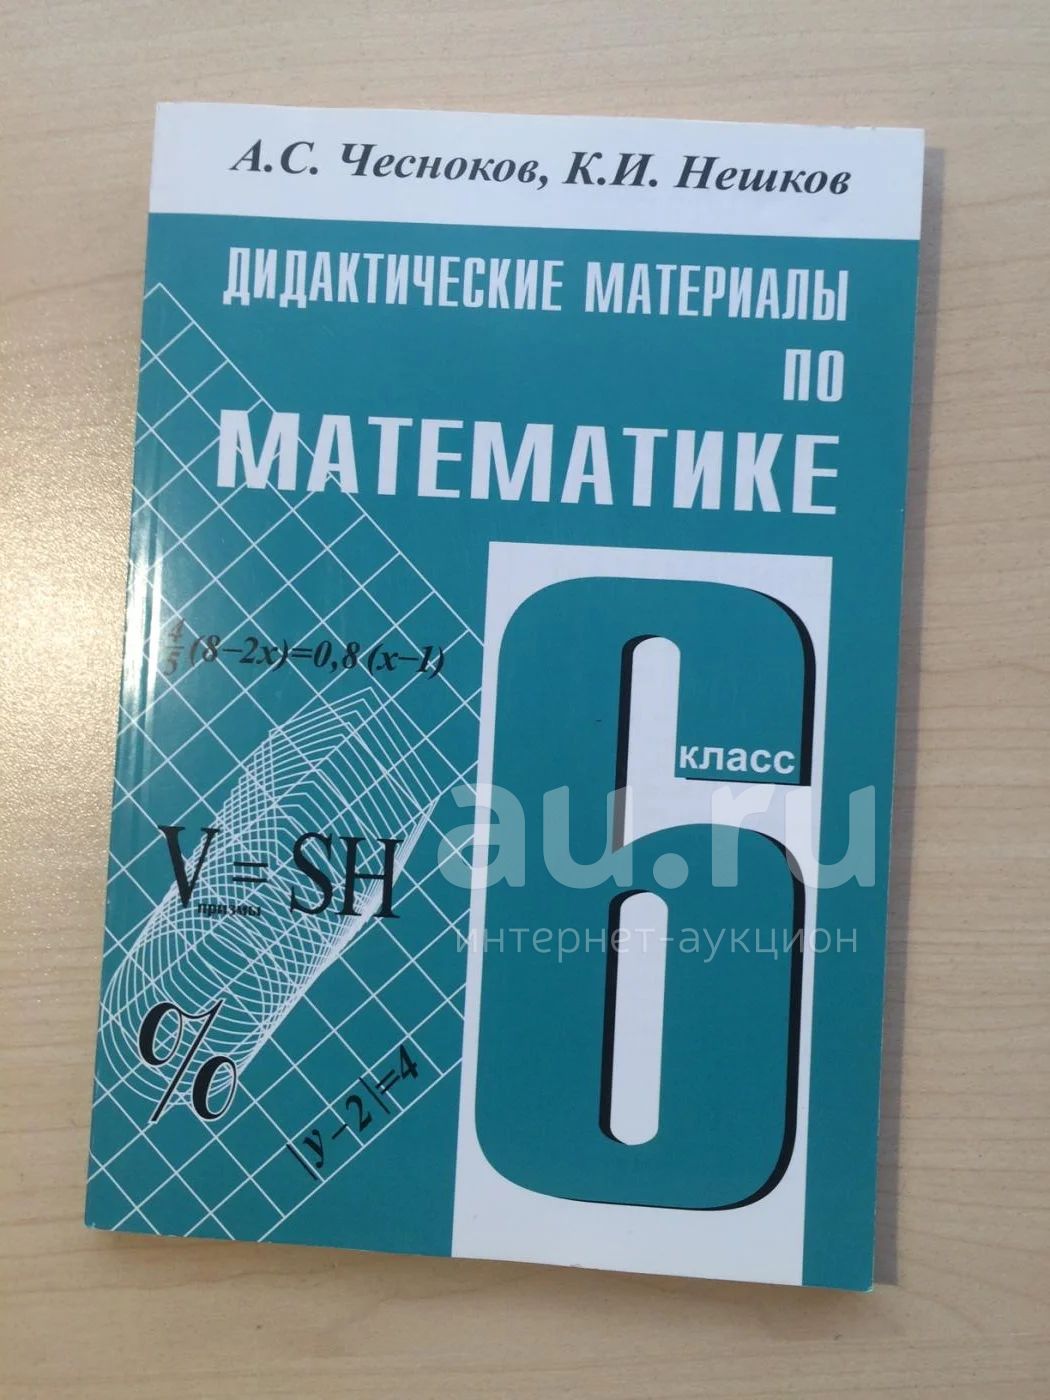 А.С. Чесноков, К.И. Нешков
ДИДАКТИЧЕСКИЕ МАТЕРИАЛЫ
ПО
МАТЕМАТИКЕ
4/5 (8–2x)=0,8(x–1)
6
класс
au.ru
V призмы = SH
интернет-аукцион
%
|y–2|=4